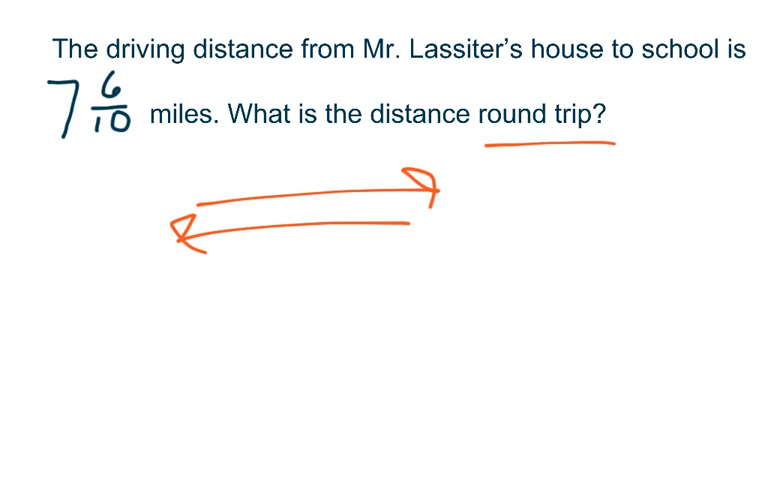 The driving distance from Mr. Lassiter's house to school is
7 6/10 miles. What is the distance round trip?